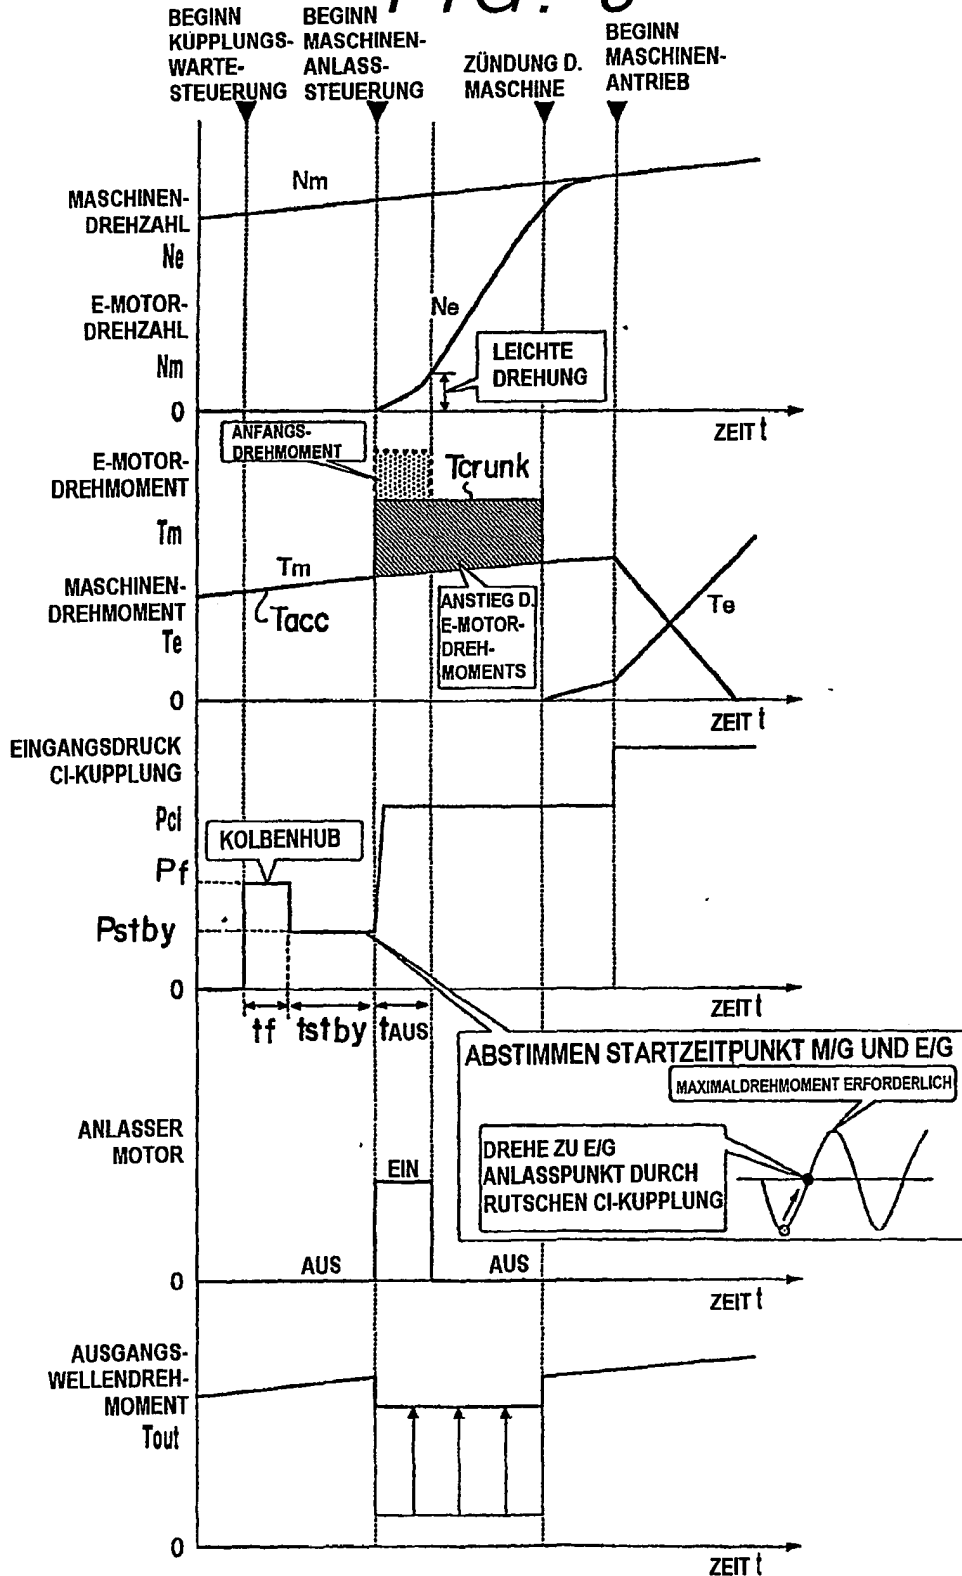 FIG.
BEGINN
KUPPLUNGS-
WARTE-
STEUERUNG
BEGINN
MASCHINEN-
ANLASS-
STEUERUNG
ZÜNDUNG D.
MASCHINE
BEGINN
MASCHINEN-
ANTRIEB
Nm
MASCHINEN-
DREHZAHL
Ne
E-MOTOR-
DREHZAHL
Nm
Ne
LEICHTE
DREHUNG
0
ZEIT t
ANFANGS-
DREHMOMENT
E-MOTOR-
DREHMOMENT
Tm
Tcrunk
Tm
MASCHINEN-
DREHMOMENT
Te
Tacc
ANSTIEG D.
E-MOTOR-
DREH-
MOMENTS
Te
0
ZEIT t
EINGANGSDRUCK
CI-KUPPLUNG
Pcl
KOLBENHUB
Pf
Pstby
0
ZEIT t
tf
tstby
tAUS
ABSTIMMEN STARTZEITPUNKT M/G UND E/G
MAXIMALDREHMOMENT ERFORDERLICH
DREHE ZU E/G
ANLASSPUNKT DURCH
RUTSCHEN CI-KUPPLUNG
ANLASSER
MOTOR
EIN
AUS
AUS
0
ZEIT t
AUSGANGS-
WELLENDREH-
MOMENT
Tout
0
ZEIT t